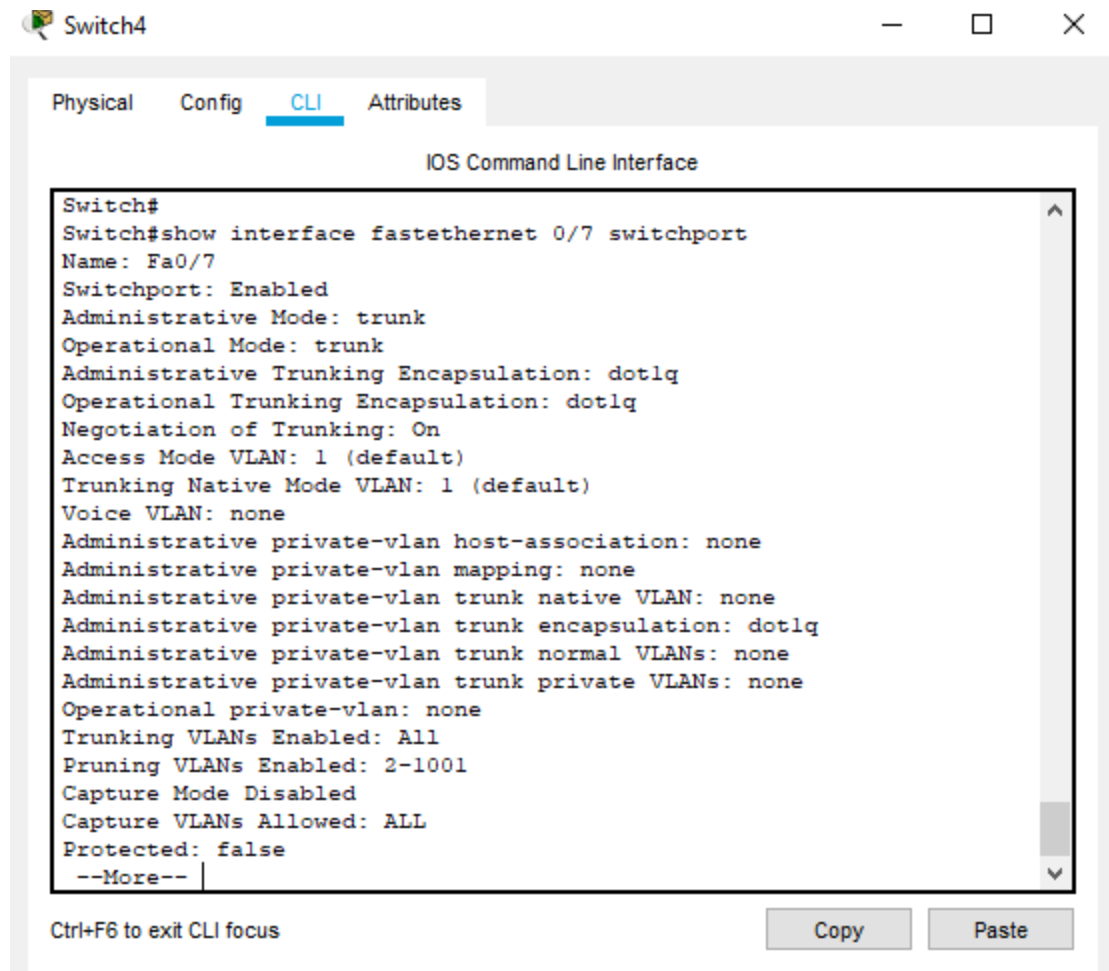 Switch4
Physical Config CLI Attributes
IOS Command Line Interface
Switch#
Switch#show interface fastethernet 0/7 switchport
Name: Fa0/7
Switchport: Enabled
Administrative Mode: trunk
Operational Mode: trunk
Administrative Trunking Encapsulation: dot1q
Operational Trunking Encapsulation: dot1q
Negotiation of Trunking: On
Access Mode VLAN: 1 (default)
Trunking Native Mode VLAN: 1 (default)
Voice VLAN: none
Administrative private-vlan host-association: none
Administrative private-vlan mapping: none
Administrative private-vlan trunk native VLAN: none
Administrative private-vlan trunk encapsulation: dot1q
Administrative private-vlan trunk normal VLANs: none
Administrative private-vlan trunk private VLANs: none
Operational private-vlan: none
Trunking VLANs Enabled: All
Pruning VLANs Enabled: 2-1001
Capture Mode Disabled
Capture VLANs Allowed: ALL
Protected: false
--More--
Ctrl+F6 to exit CLI focus
Copy Paste